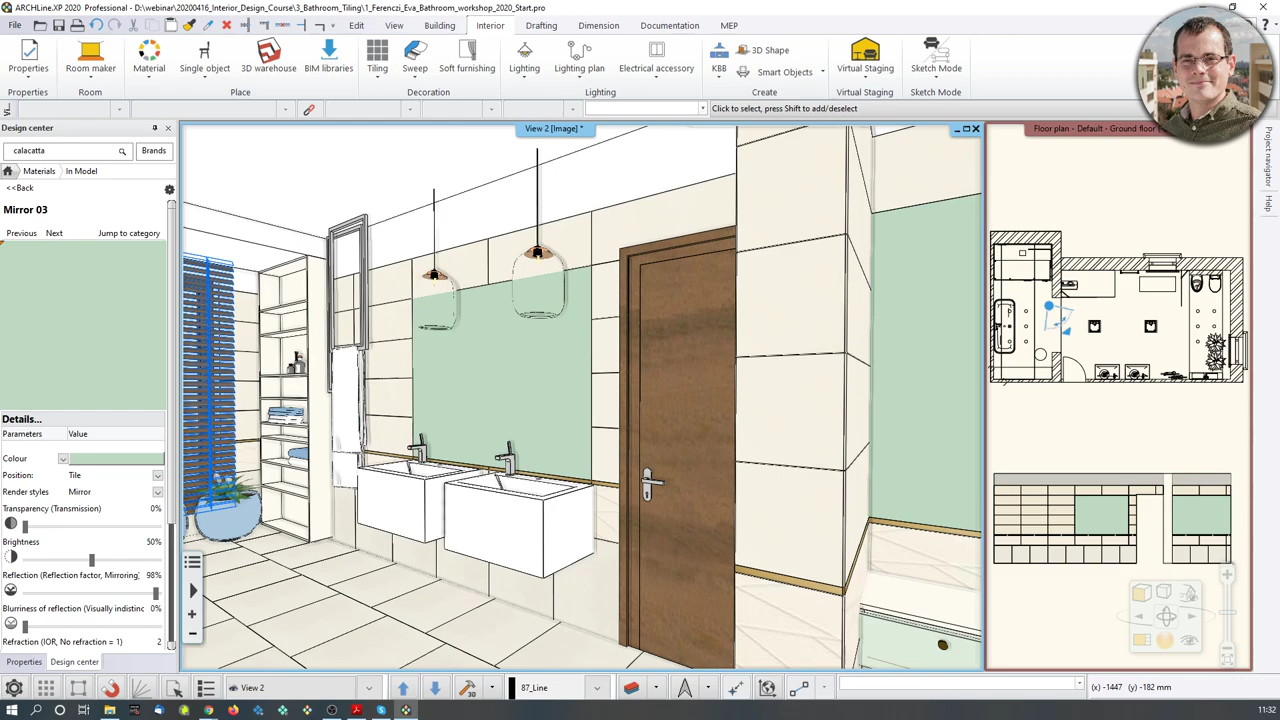 ARCHLine.XP 2020 Professional, c:\webinar\20200416_Interior_Design_Course\3_Bathroom_Tiling\1_Ferenczi_Eva_Bathroom_workshop_2020_Start.pro
File
Edit
View
Building
Interior
Drafting
Dimension
Documentation
MEP
Properties
Room maker
Material
Single object
3D warehouse
BIM libraries
Tiling
Sweep
Soft furnishing
Lighting
Lighting plan
Electrical accessory
KBB
3D Shape
Smart Objects
Virtual Staging
Sketch Mode
Properties
Room
Place
Decoration
Lighting
Create
Virtual Staging
Sketch Mode
Click to select, press Shift to add/deselect
Design center
View 2 [Image] *
Floor plan - Default - Ground floor
calacatta
Brands
Materials
In Model
<<Back
Mirror 03
Previous
Next
Jump to category
Details...
Parameters
Value
Colour
Position:
Tile
Render styles
Mirror
Transparency (Transmission)
0%
Brightness
50%
Reflection (Reflection factor, Mirroring)
98%
Blurriness of reflection (Visually indistinc
0%
Refraction (IOR, No refraction = 1)
2
Properties
Design center
Project navigator
Help
View 2
87_Line
(x) -1447 (y) -182 mm
11:32